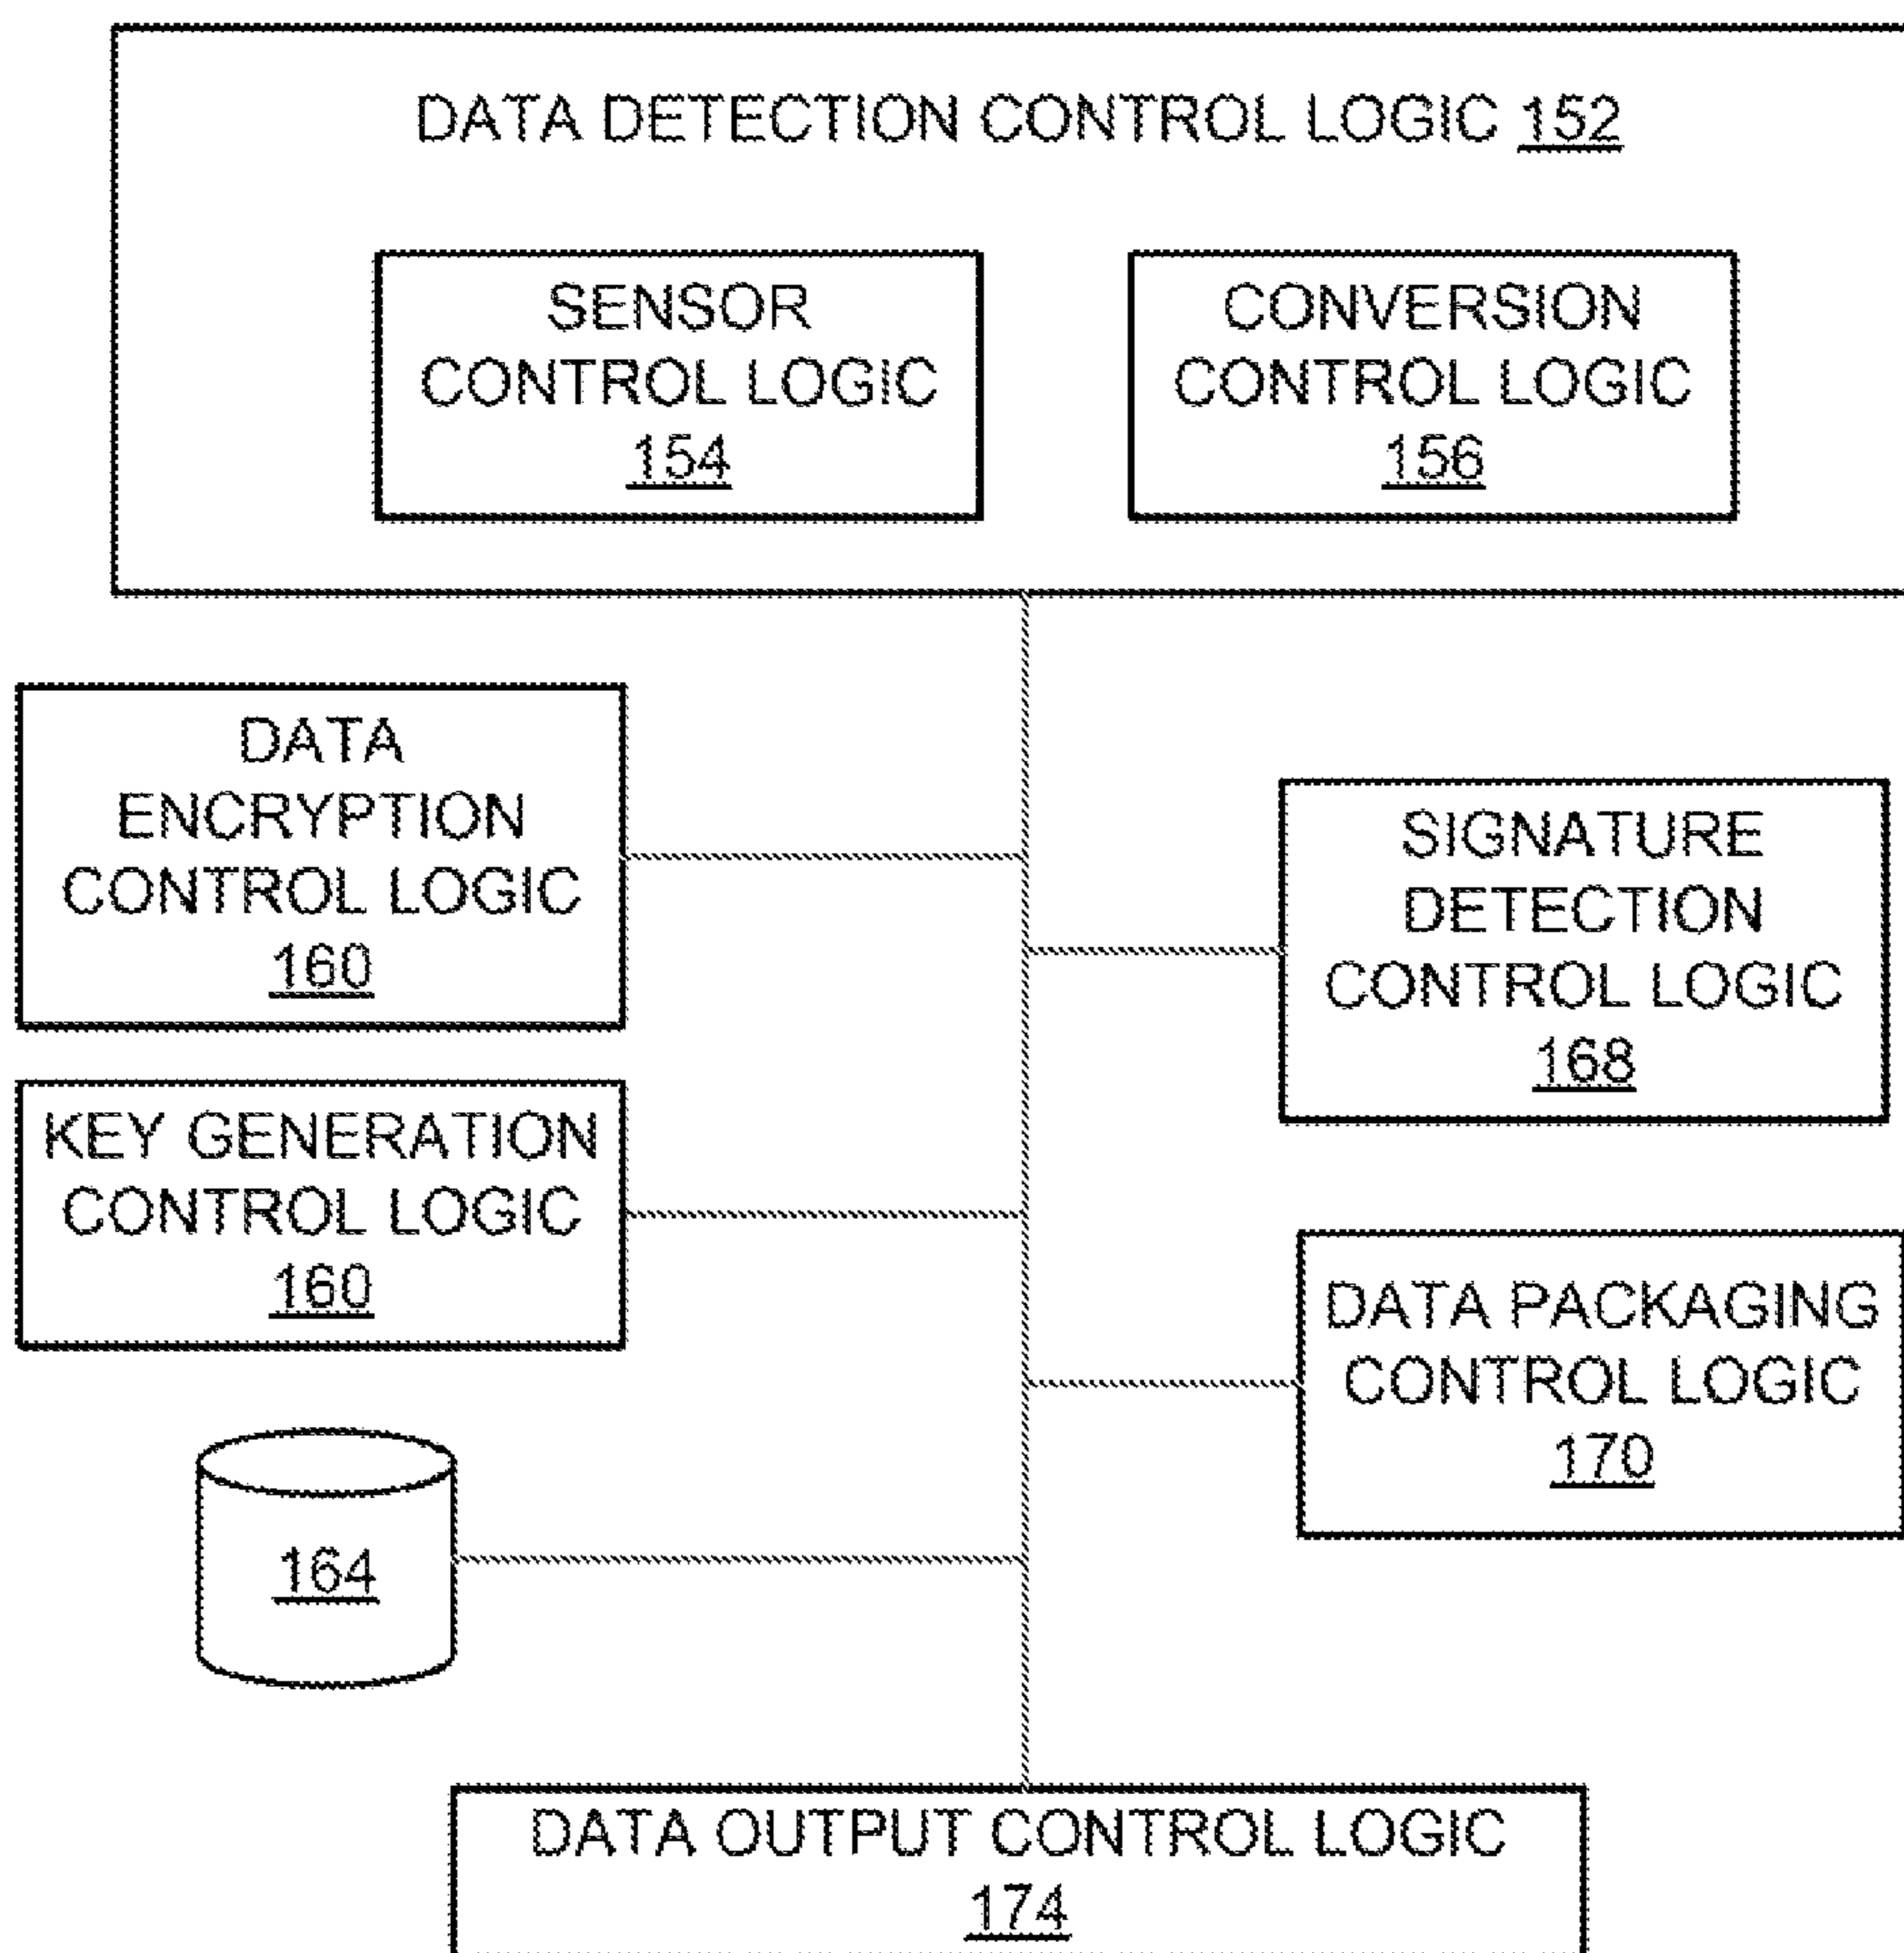 DATA DETECTION CONTROL LOGIC 152
SENSOR
CONTROL LOGIC
154
CONVERSION
CONTROL LOGIC
156
DATA
ENCRYPTION
CONTROL LOGIC
160
SIGNATURE
DETECTION
CONTROL LOGIC
168
KEY GENERATION
CONTROL LOGIC
160
DATA PACKAGING
CONTROL LOGIC
170
164
DATA OUTPUT CONTROL LOGIC
174